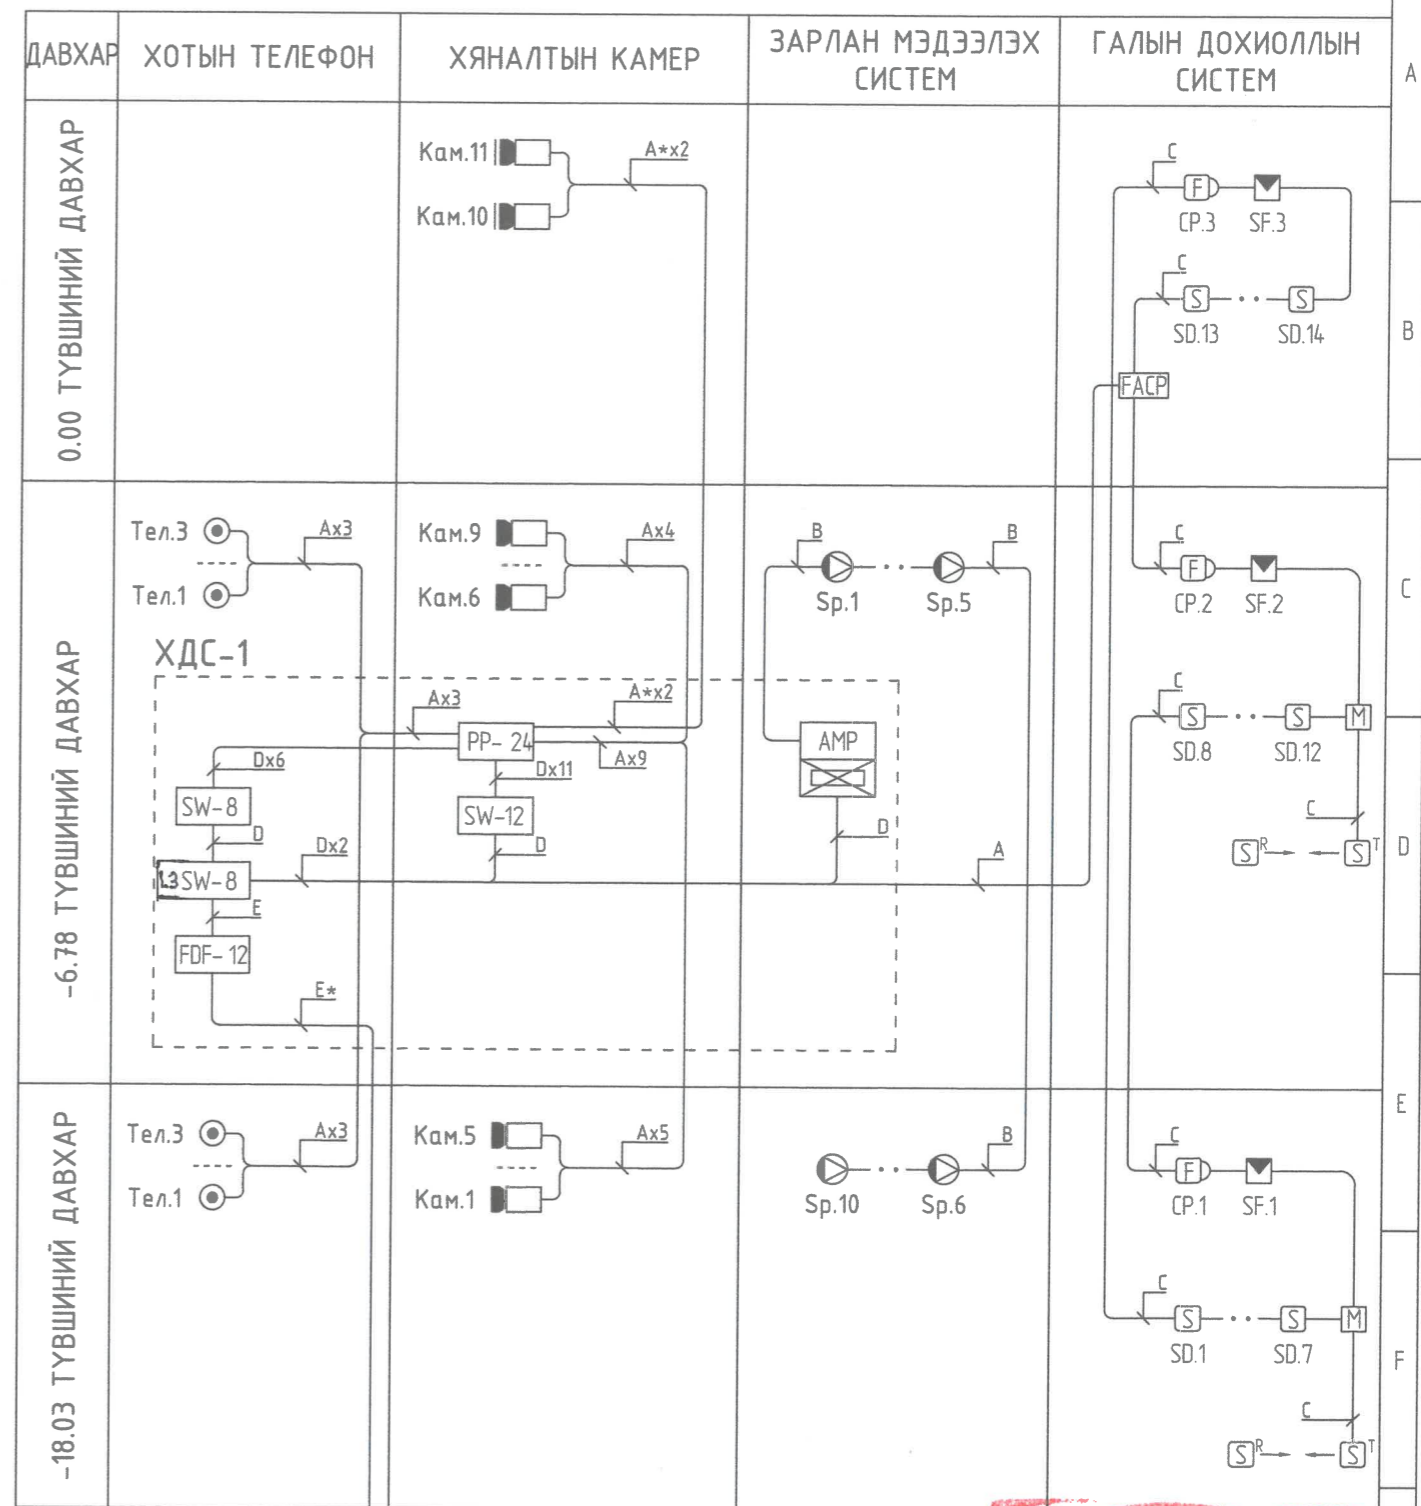 ДАВХАР
ХОТЫН ТЕЛЕФОН
ХЯНАЛТЫН КАМЕР
ЗАРЛАН МЭДЭЭЛЭХ
СИСТЕМ
ГАЛЫН ДОХИОЛЛЫН
СИСТЕМ
A
0.00 ТҮВШИНИЙ ДАВХАР
Кам.11
A*x2
Кам.10
C
F
CP.3
SF.3
C
S
S
SD.13
SD.14
FACP
B
-6.78 ТҮВШИНИЙ ДАВХАР
Тел.3
Ax3
Тел.1
Кам.9
Ax4
Кам.6
B
B
Sp.1
Sp.5
C
F
CP.2
SF.2
C
ХДС-1
Ax3
A*x2
PP-24
Ax9
Dx6
Dx11
SW-8
SW-12
D
D
Dx2
L3SW-8
E
FDF-12
E*
AMP
D
A
C
S
S
M
SD.8
SD.12
C
S R
S T
D
-18.03 ТҮВШИНИЙ ДАВХАР
Тел.3
Ax3
Тел.1
Кам.5
Ax5
Кам.1
B
Sp.10
Sp.6
E
C
F
CP.1
SF.1
C
S
S
M
SD.1
SD.7
C
S R
S T
F